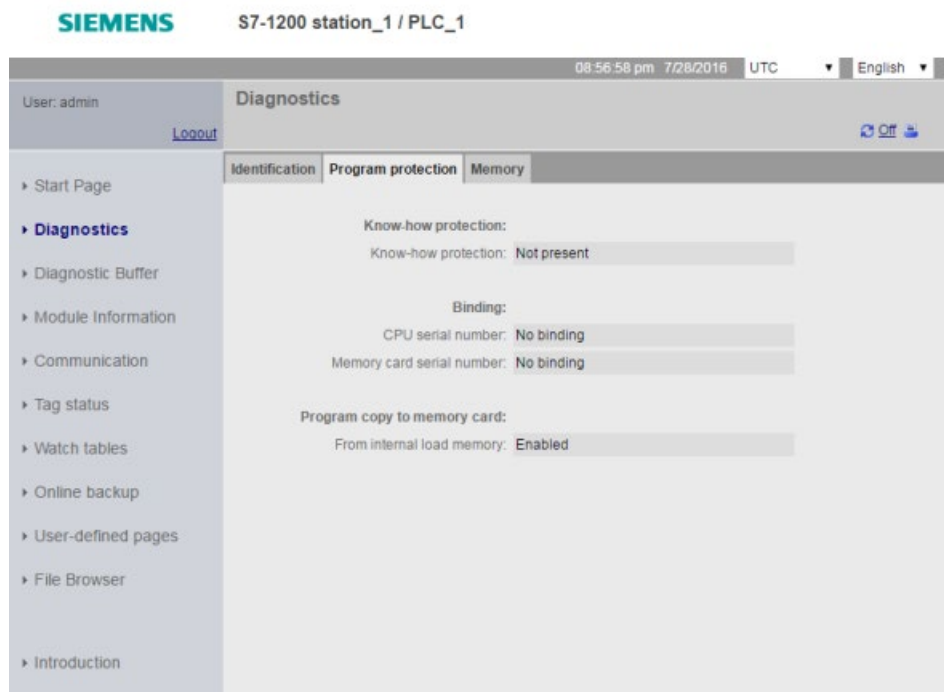 SIEMENS S7-1200 station_1 / PLC_1
08:56:58 pm 7/28/2016 UTC English
User: admin
Logout
Diagnostics
Off
Identification Program protection Memory
Start Page
Diagnostics
Diagnostic Buffer
Module Information
Communication
Tag status
Watch tables
Online backup
User-defined pages
File Browser
Introduction
Know-how protection:
Know-how protection: Not present
Binding:
CPU serial number: No binding
Memory card serial number: No binding
Program copy to memory card:
From internal load memory: Enabled